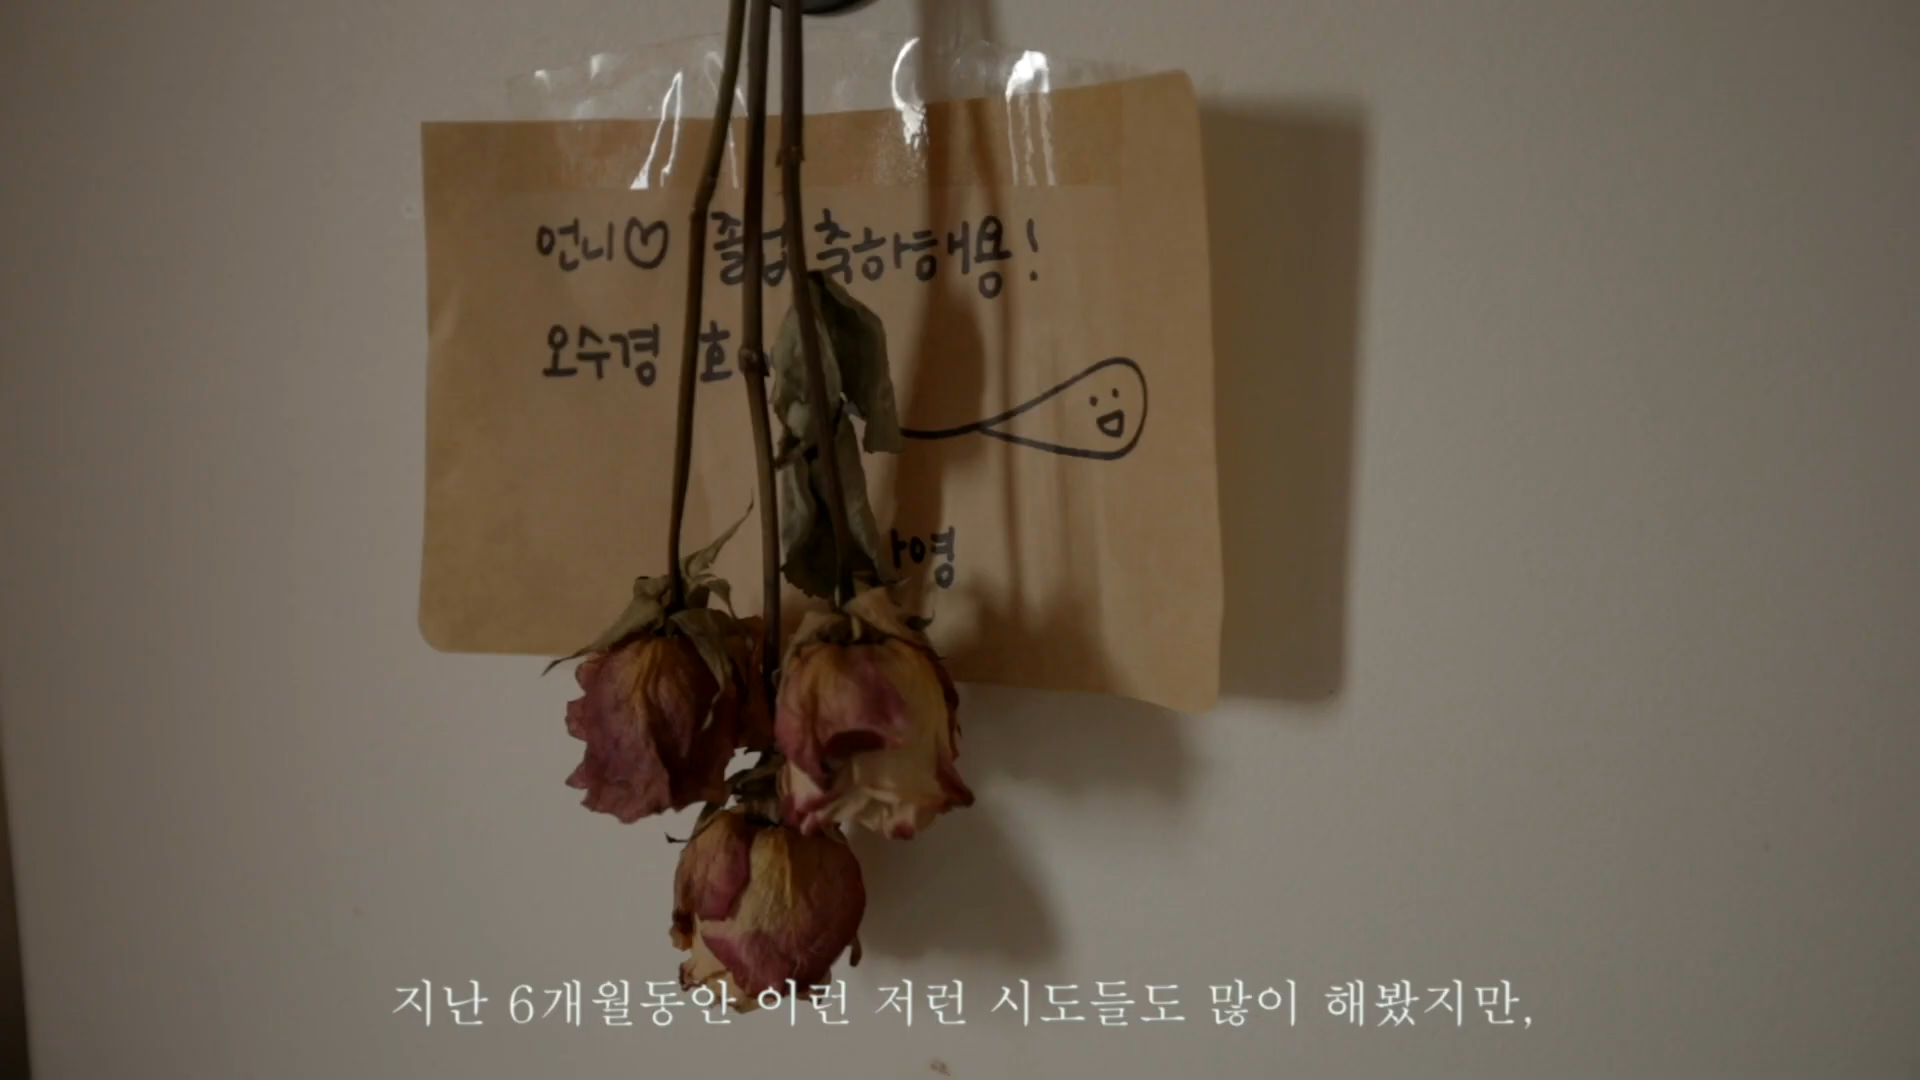 언니♡ 졸업 축하해용!
오수경
지난 6개월동안 이런 저런 시도들도 많이 해봤지만,